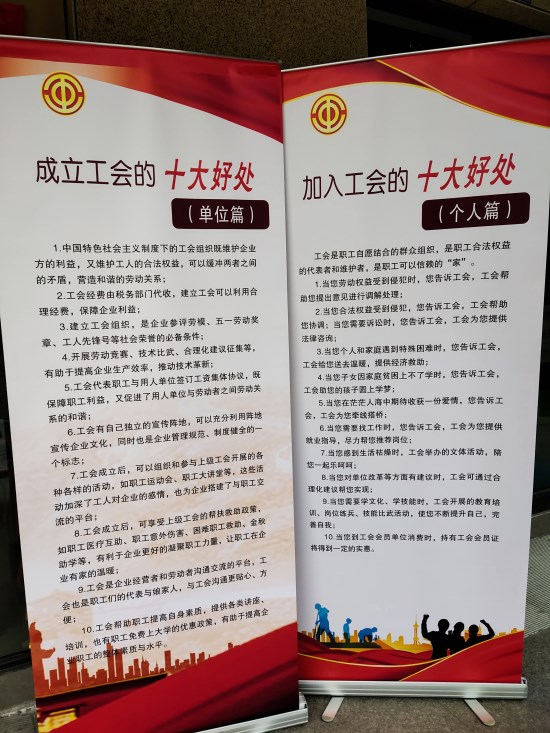 成立工会的 十大好处
（单位篇）
1.中国特色社会主义制度下的工会组织既维护企业
方的利益，又维护工人的合法权益，可以缓冲两者之间
的矛盾，营造和谐的劳动关系；
2.工会经费由税务部门代收，建立工会可以利用合
理经费，保障企业利益；
3.建立工会组织，是企业参评劳模、五一劳动奖
章、工人先锋号等社会荣誉的必备条件；
4.开展劳动竞赛、技术比武、合理化建议征集等，
有助于提高企业生产效率，推动技术革新；
5.工会代表职工与用人单位签订工资集体协议，既
保障职工利益，又促进了用人单位与劳动者之间劳动关
系的和谐；
6.工会有自己独立的宣传阵地，可以充分利用阵地
宣传企业文化，同时也是企业管理规范、制度健全的一
个标志；
7.工会成立后，可以组织和参与上级工会开展的各
种各样的活动，如职工运动会、职工大讲堂等，这些活
动加深了工人对企业的感情，也为企业搭建了与职工交
流的平台；
8.工会成立后，可享受上级工会的帮扶救助政策，
如职工医疗互助、职工意外伤害、困难职工救助、金秋
助学等，有利于企业更好的凝聚职工力量，让职工在企
业有家的温暖；
9.工会是企业经营者和劳动者沟通交流的平台，工
会也是职工们的代表与娘家人，与工会沟通更贴心、方
便；
10.工会帮助职工提高自身素质，提供各类讲座、
培训，也有职工免费上大学的优惠政策，有助于提高企
业职工的整体素质与水平。
加入工会的 十大好处
（个人篇）
工会是职工自愿结合的群众组织，是职工合法权益
的代表者和维护者，是职工可以信赖的“家”。
1.当您劳动权益受到侵犯时，您告诉工会，工会帮
助您提出意见进行调解处理；
2.当您合法权益受到侵犯，您告诉工会，工会帮助
您协调；当您需要诉讼时，您告诉工会，工会为您提供
法律咨询；
3.当您个人和家庭遇到特殊困难时，您告诉工会，
工会给您送去温暖，提供经济救助；
4.当您子女因家庭贫困上不了学时，您告诉工会，
工会助您的孩子圆上学梦；
5.当您在茫茫人海中期待收获一份爱情，您告诉工
会，工会为您牵线搭桥；
6.当您需要找工作时，您告诉工会，工会为您提供
就业指导，尽力帮您推荐岗位；
7.当您感到生活枯燥时，工会举办的文体活动，陪
您一起乐呵呵；
8.当您对单位改革等方面有建议时，工会可通过合
理化建议帮您实现；
9.当您需要学文化、学技能时，工会开展的教育培
训、岗位练兵、技能比武活动，使您不断提升自己，完
善自我；
10.当您到工会会员单位消费时，持有工会会员证
将得到一定的实惠。